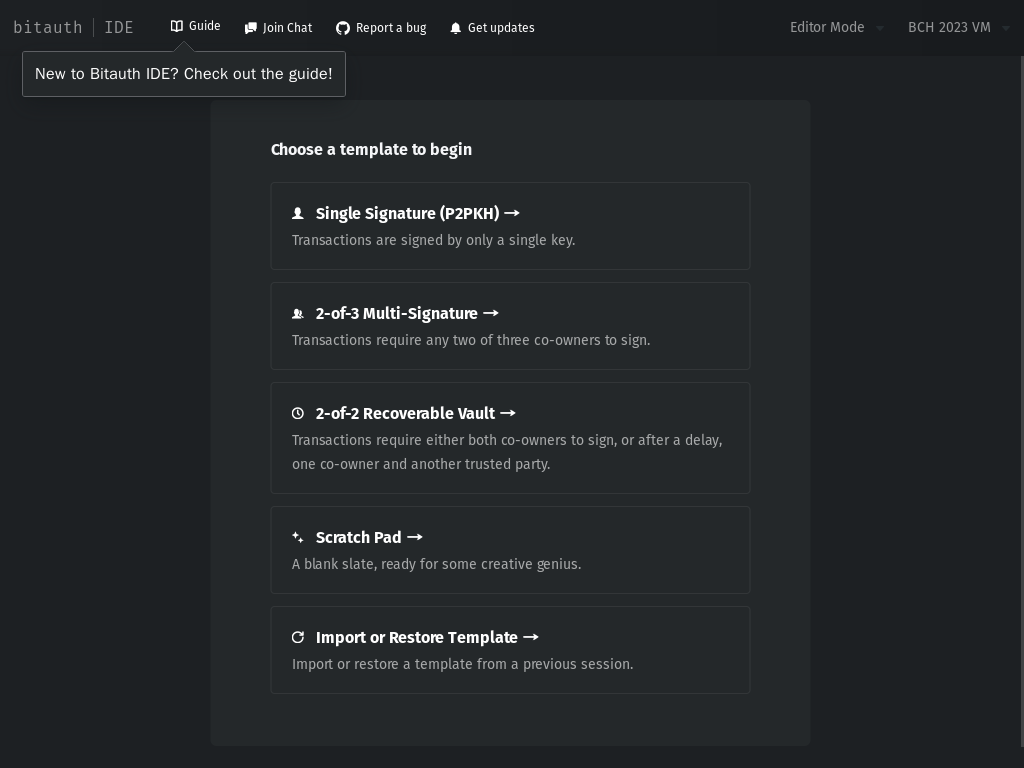 bitauth | IDE
Guide
Join Chat
Report a bug
Get updates
Editor Mode
BCH 2023 VM
New to Bitauth IDE? Check out the guide!
Choose a template to begin
Single Signature (P2PKH) →
Transactions are signed by only a single key.
2-of-3 Multi-Signature →
Transactions require any two of three co-owners to sign.
2-of-2 Recoverable Vault →
Transactions require either both co-owners to sign, or after a delay,
one co-owner and another trusted party.
Scratch Pad →
A blank slate, ready for some creative genius.
Import or Restore Template →
Import or restore a template from a previous session.